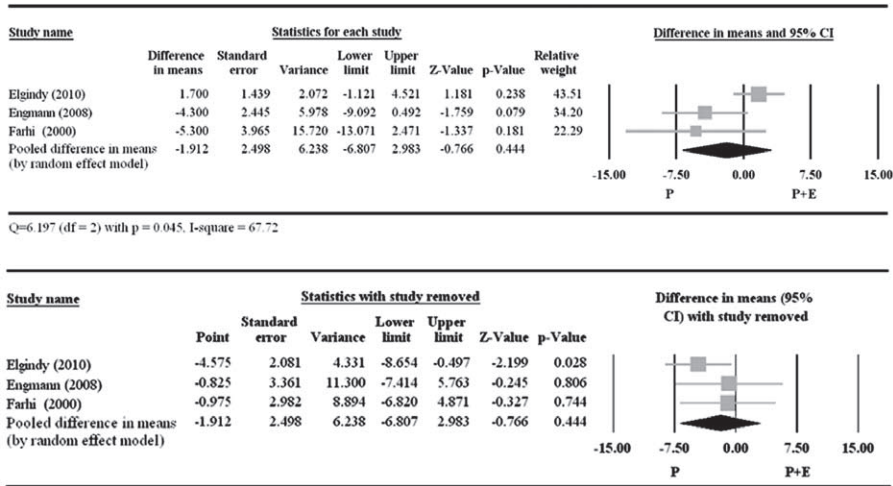 Study name Statistics for each study Difference in means and 95% CI
Difference in means Standard error Variance Lower limit Upper limit Z-Value p-Value Relative weight
Elgindy (2010) 1.700 1.439 2.072 -1.121 4.521 1.181 0.238 43.51
Engmann (2008) -4.300 2.445 5.978 -9.092 0.492 -1.759 0.079 34.20
Farhi (2000) -5.300 3.965 15.720 -13.071 2.471 -1.337 0.181 22.29
Pooled difference in means -1.912 2.498 6.238 -6.807 2.983 -0.766 0.444
(by random effect model)
-15.00 -7.50 0.00 7.50 15.00
P P+E
Q=6.197 (df = 2) with p = 0.045, I-square = 67.72
Study name Statistics with study removed Difference in means (95% CI) with study removed
Point Standard error Variance Lower limit Upper limit Z-Value p-Value
Elgindy (2010) -4.575 2.081 4.331 -8.654 -0.497 -2.199 0.028
Engmann (2008) -0.825 3.361 11.300 -7.414 5.763 -0.245 0.806
Farhi (2000) -0.975 2.982 8.894 -6.820 4.871 -0.327 0.744
Pooled difference in means -1.912 2.498 6.238 -6.807 2.983 -0.766 0.444
(by random effect model)
-15.00 -7.50 0.00 7.50 15.00
P P+E